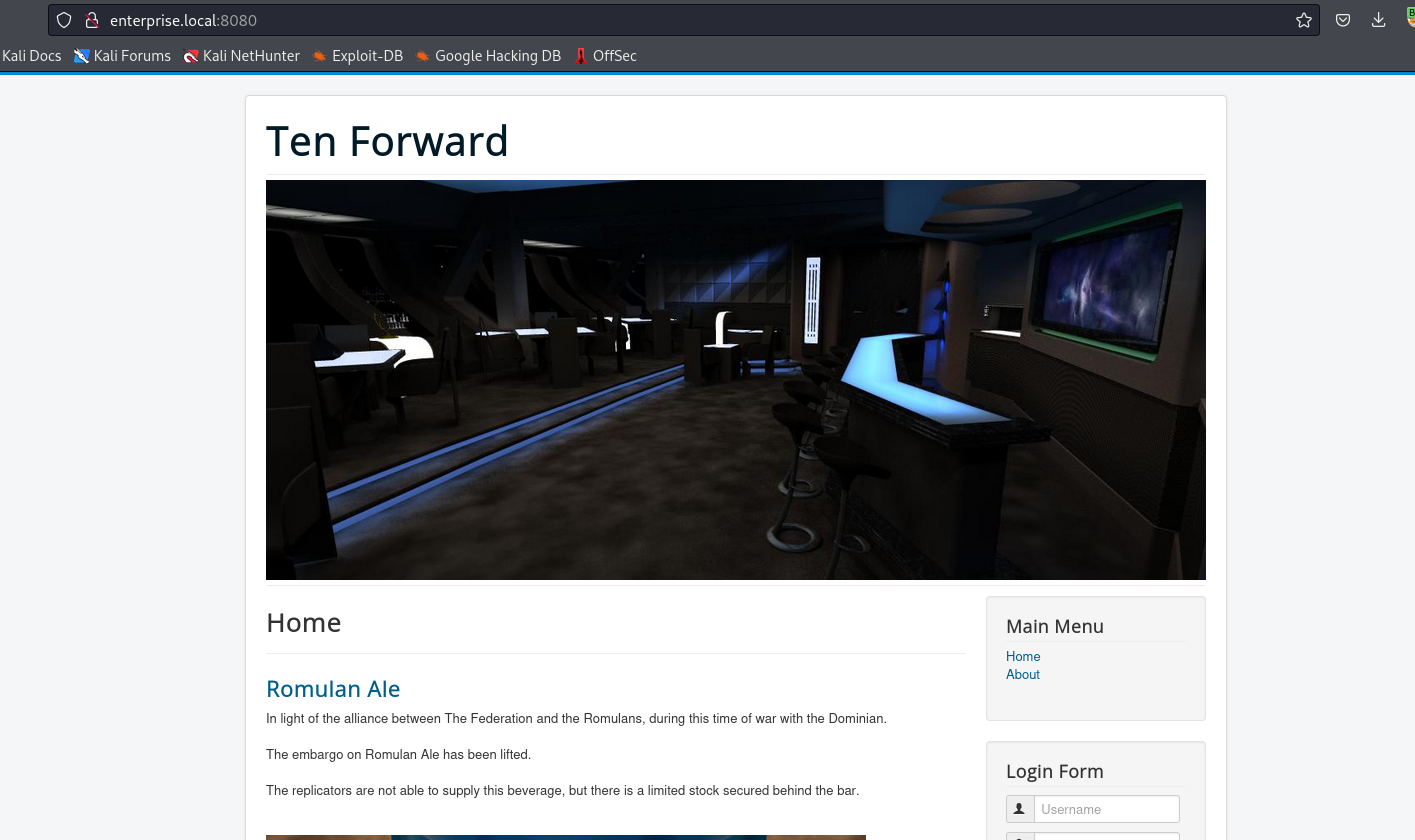 enterprise.local:8080
Kali Docs Kali Forums Kali NetHunter Exploit-DB Google Hacking DB OffSec
Ten Forward
Home
Romulan Ale
In light of the alliance between The Federation and the Romulans, during this time of war with the Dominian.
The embargo on Romulan Ale has been lifted.
The replicators are not able to supply this beverage, but there is a limited stock secured behind the bar.
Main Menu
Home
About
Login Form
Username